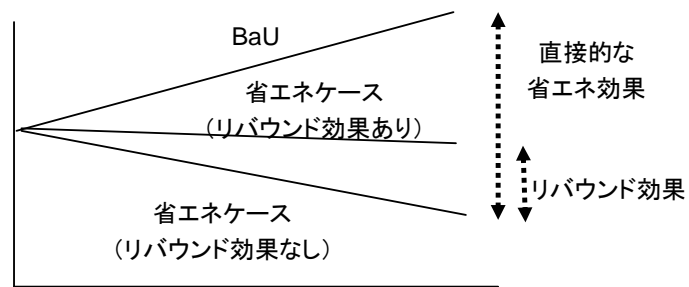 BaU
直接的な
省エネ効果
省エネケース
（リバウンド効果あり）
リバウンド効果
省エネケース
（リバウンド効果なし）